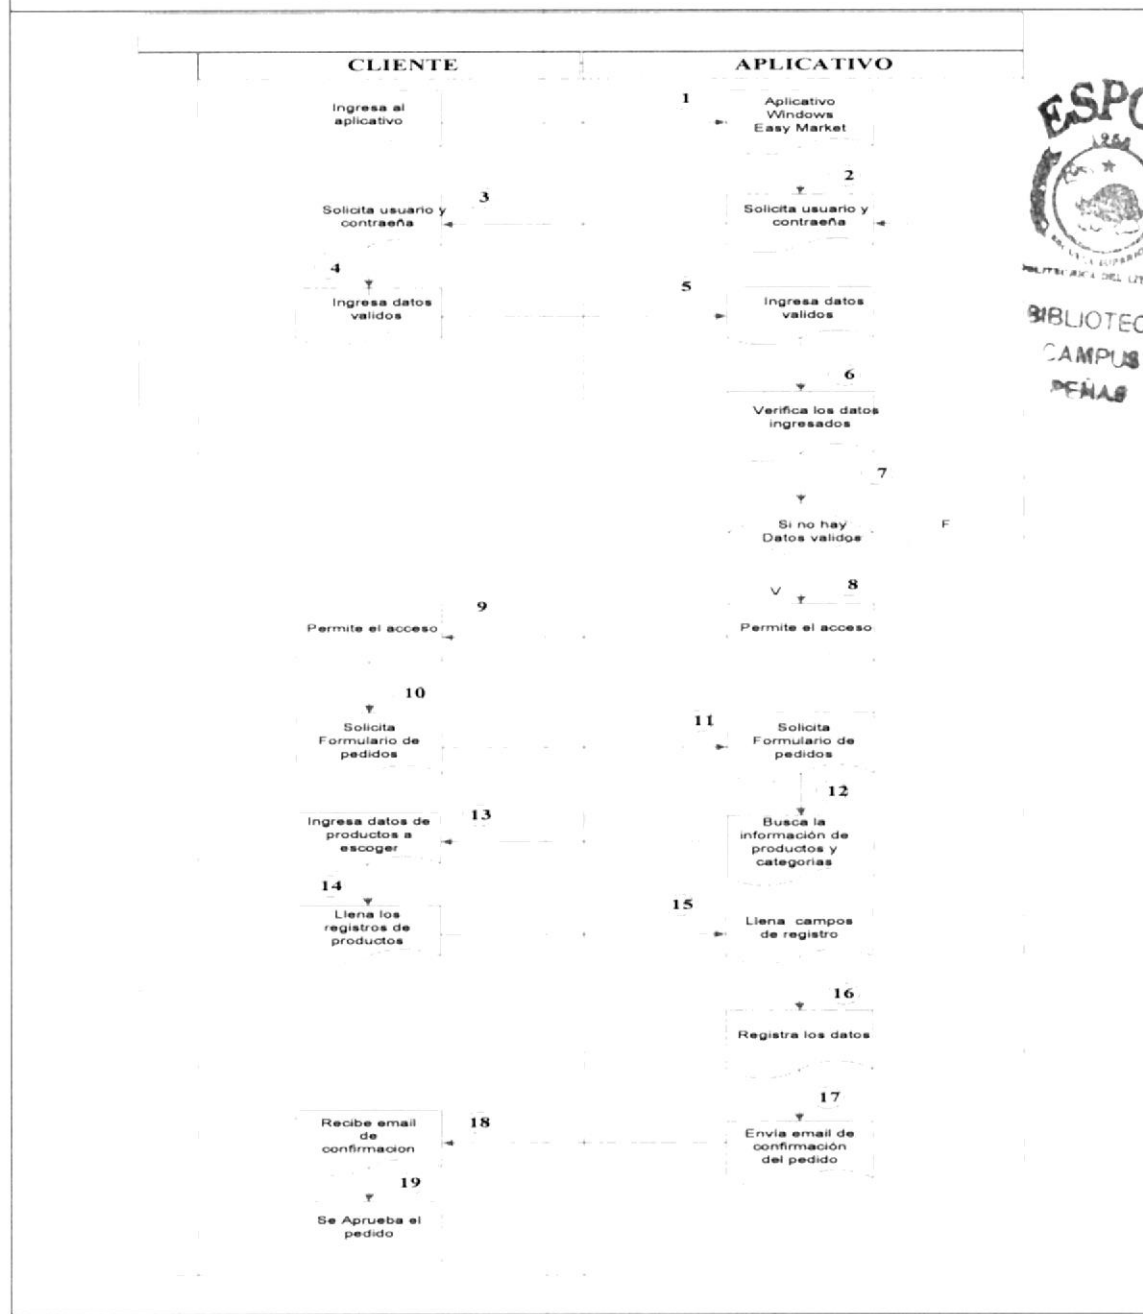 CLIENTE
APLICATIVO
Ingresa al
aplicativo
1
Aplicativo
Windows
Easy Market
2
3
Solicita usuario y
contraeña
Solicita usuario y
contraeña
4
5
Ingresa datos
validos
Ingresa datos
validos
6
Verifica los datos
ingresados
7
Si no hay
Datos validos
F
V
8
9
Permite el acceso
Permite el acceso
10
11
Solicita
Formulario de
pedidos
Solicita
Formulario de
pedidos
12
13
Ingresa datos de
productos a
escoger
Busca la
información de
productos y
categorias
14
15
Llena los
registros de
productos
Llena campos
de registro
16
Registra los datos
17
18
Recibe email
de
confirmacion
Envía email de
confirmación
del pedido
19
Se Aprueba el
pedido
ESPO
POLITECNICA DEL
BIBLIOTEC
CAMPUS
PEÑAS